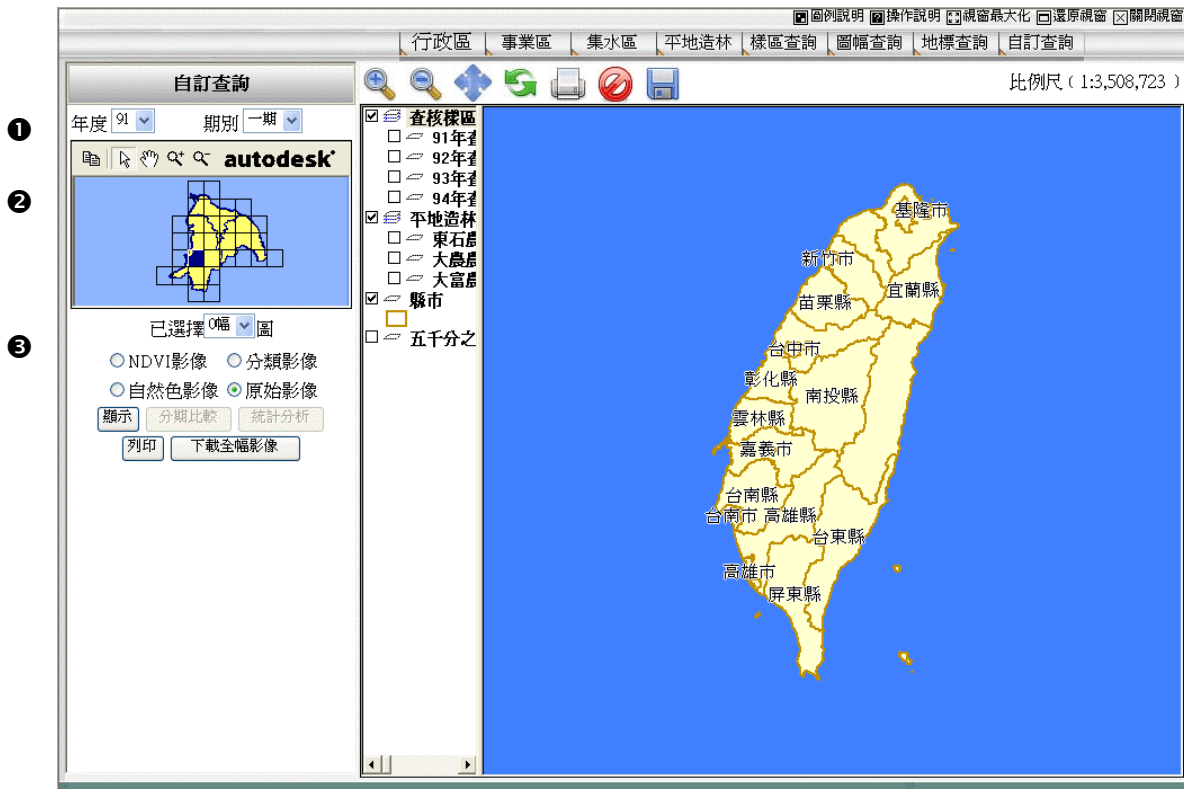 圖例說明 操作說明 視窗最大化 還原視窗 關閉視窗
行政區 事業區 集水區 平地造林 樣區查詢 圖幅查詢 地標查詢 自訂查詢
自訂查詢
比例尺﹙1:3,508,723﹚
❶
年度 91 期別 一期
autodesk
❷
已選擇 0幅 圖
❸
NDVI影像 分類影像
自然色影像 原始影像
顯示 分期比較 統計分析
列印 下載全幅影像
查核樣區
91年查
92年查
93年查
94年查
平地造林
東石農
大農農
大富農
縣市
五千分之
基隆市
新竹市
宜蘭縣
苗栗縣
台中市
彰化縣
南投縣
雲林縣
嘉義市
台南縣
台南市 高雄縣
台東縣
高雄市
屏東縣